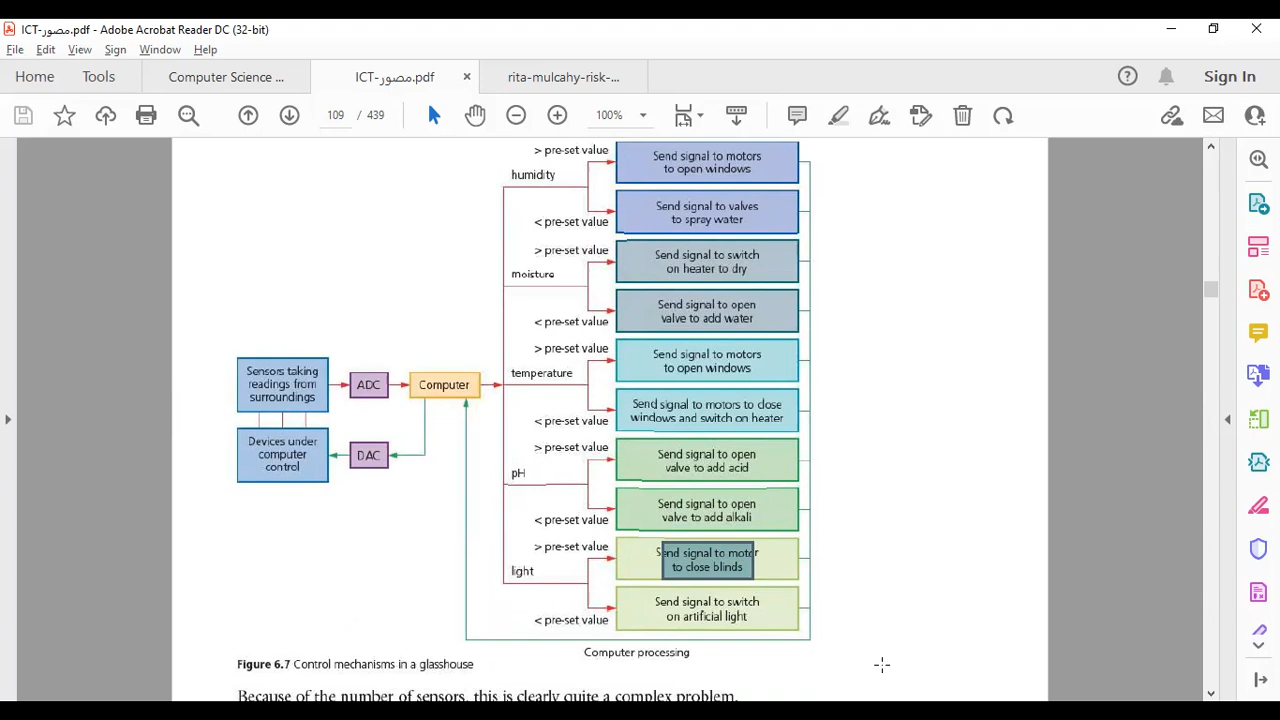 ICT-مصور.pdf - Adobe Acrobat Reader DC (32-bit)
File Edit View Sign Window Help
Home Tools Computer Science ... ICT-مصور.pdf × rita-mulcahy-risk-... Sign In
109 / 439 100%
> pre-set value
humidity
Send signal to motors
to open windows
Send signal to valves
to spray water
< pre-set value
> pre-set value
moisture
Send signal to switch
on heater to dry
Send signal to open
valve to add water
< pre-set value
> pre-set value
temperature
Send signal to motors
to open windows
Send signal to motors to close
windows and switch on heater
< pre-set value
Sensors taking
readings from
surroundings
ADC
Computer
Devices under
computer
control
DAC
> pre-set value
pH
Send signal to open
valve to add acid
Send signal to open
valve to add alkali
< pre-set value
> pre-set value
light
Send signal to motor
to close blinds
Send signal to switch
on artificial light
< pre-set value
Computer processing
Figure 6.7 Control mechanisms in a glasshouse
Because of the number of sensors, this is clearly quite a complex problem.